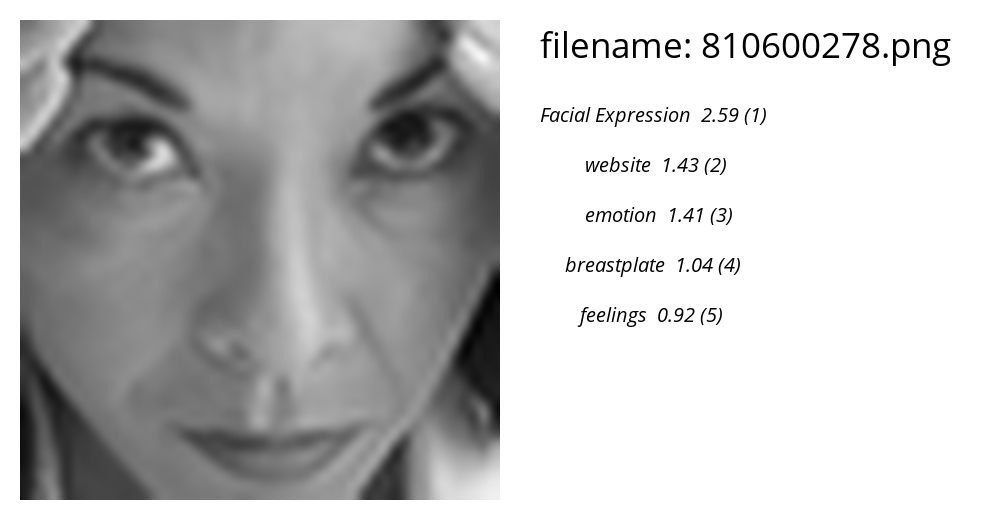 filename: 810600278.png
Facial Expression 2.59 (1)
website 1.43 (2)
emotion 1.41 (3)
breastplate 1.04 (4)
feelings 0.92 (5)